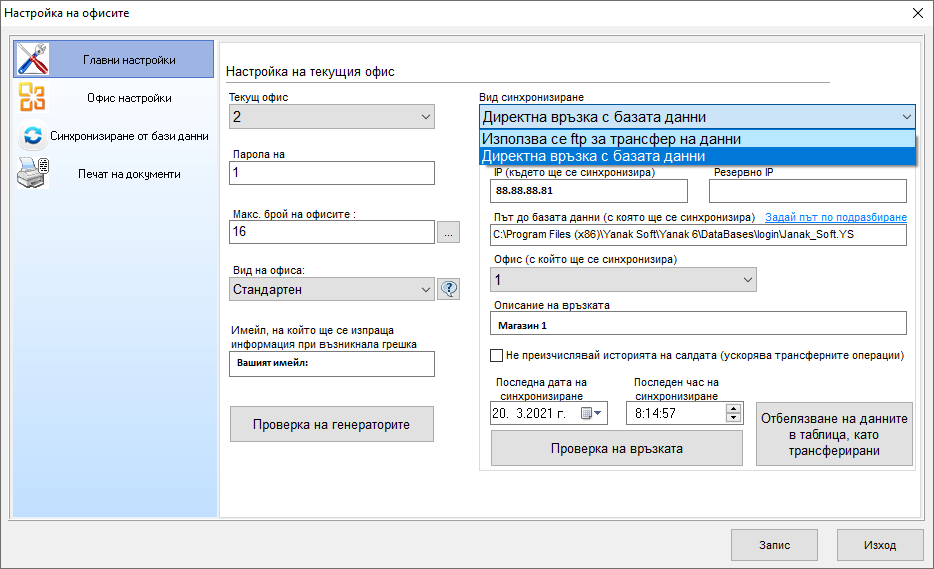 Настройка на офисите
Главни настройки
Офис настройки
Синхронизиране от бази данни
Печат на документи
Настройка на текущия офис
Текущ офис
2
Парола на
1
Макс. брой на офисите :
16
...
Вид на офиса:
Стандартен
Имейл, на който ще се изпраща
информация при възникнала грешка
Вашият имейл:
Проверка на генераторите
Вид синхронизиране
Директна връзка с базата данни
Използва се ftp за трансфер на данни
Директна връзка с базата данни
IP (където ще се синхронизира)
Резервно IP
88.88.88.81
Път до базата данни (с която ще се синхронизира)
Задай път по подразбиране
C:\Program Files (x86)\Yanak Soft\Yanak 6\DataBases\login\Janak_Soft.YS
Офис (с който ще се синхронизира)
1
Описание на връзката
Магазин 1
Не преизчислявай историята на салдата (ускорява трансферните операции)
Последна дата на
синхронизиране
20. 3.2021 г.
Последен час на
синхронизиране
8:14:57
Проверка на връзката
Отбелязване на данните
в таблица, като
трансферирани
Запис
Изход